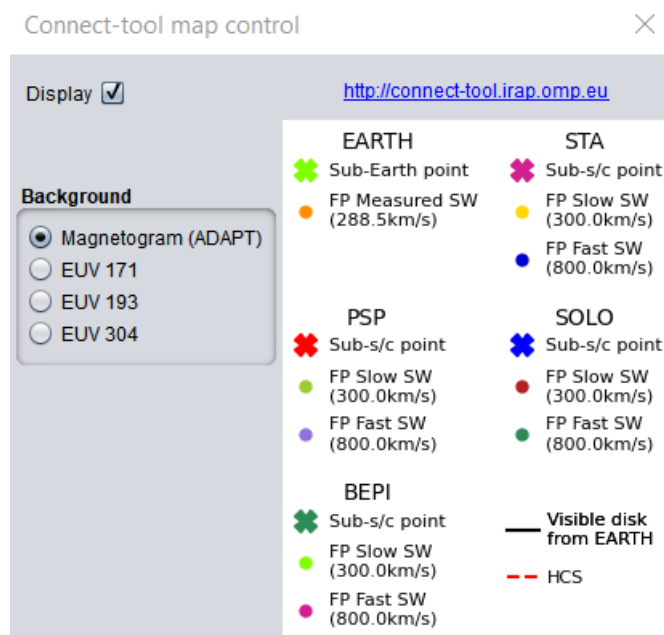 Connect-tool map control
Display
http://connect-tool.irap.omp.eu
Background
Magnetogram (ADAPT)
EUV 171
EUV 193
EUV 304
EARTH
Sub-Earth point
FP Measured SW
(288.5km/s)
STA
Sub-s/c point
FP Slow SW
(300.0km/s)
FP Fast SW
(800.0km/s)
PSP
Sub-s/c point
FP Slow SW
(300.0km/s)
FP Fast SW
(800.0km/s)
SOLO
Sub-s/c point
FP Slow SW
(300.0km/s)
FP Fast SW
(800.0km/s)
BEPI
Sub-s/c point
FP Slow SW
(300.0km/s)
FP Fast SW
(800.0km/s)
Visible disk
from EARTH
HCS